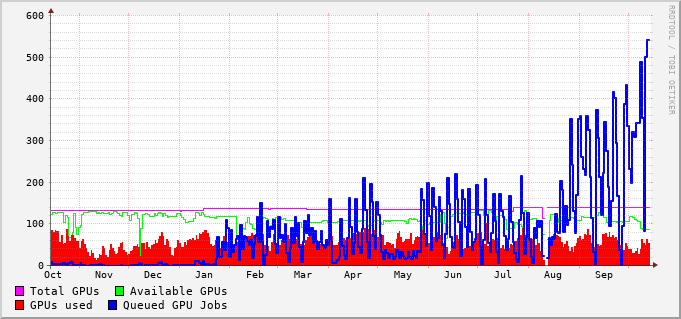 600
500
400
300
200
100
0
Oct Nov Dec Jan Feb Mar Apr May Jun Jul Aug Sep
Total GPUs Available GPUs
GPUs used Queued GPU Jobs
RRDTOOL / TOBI OETIKER